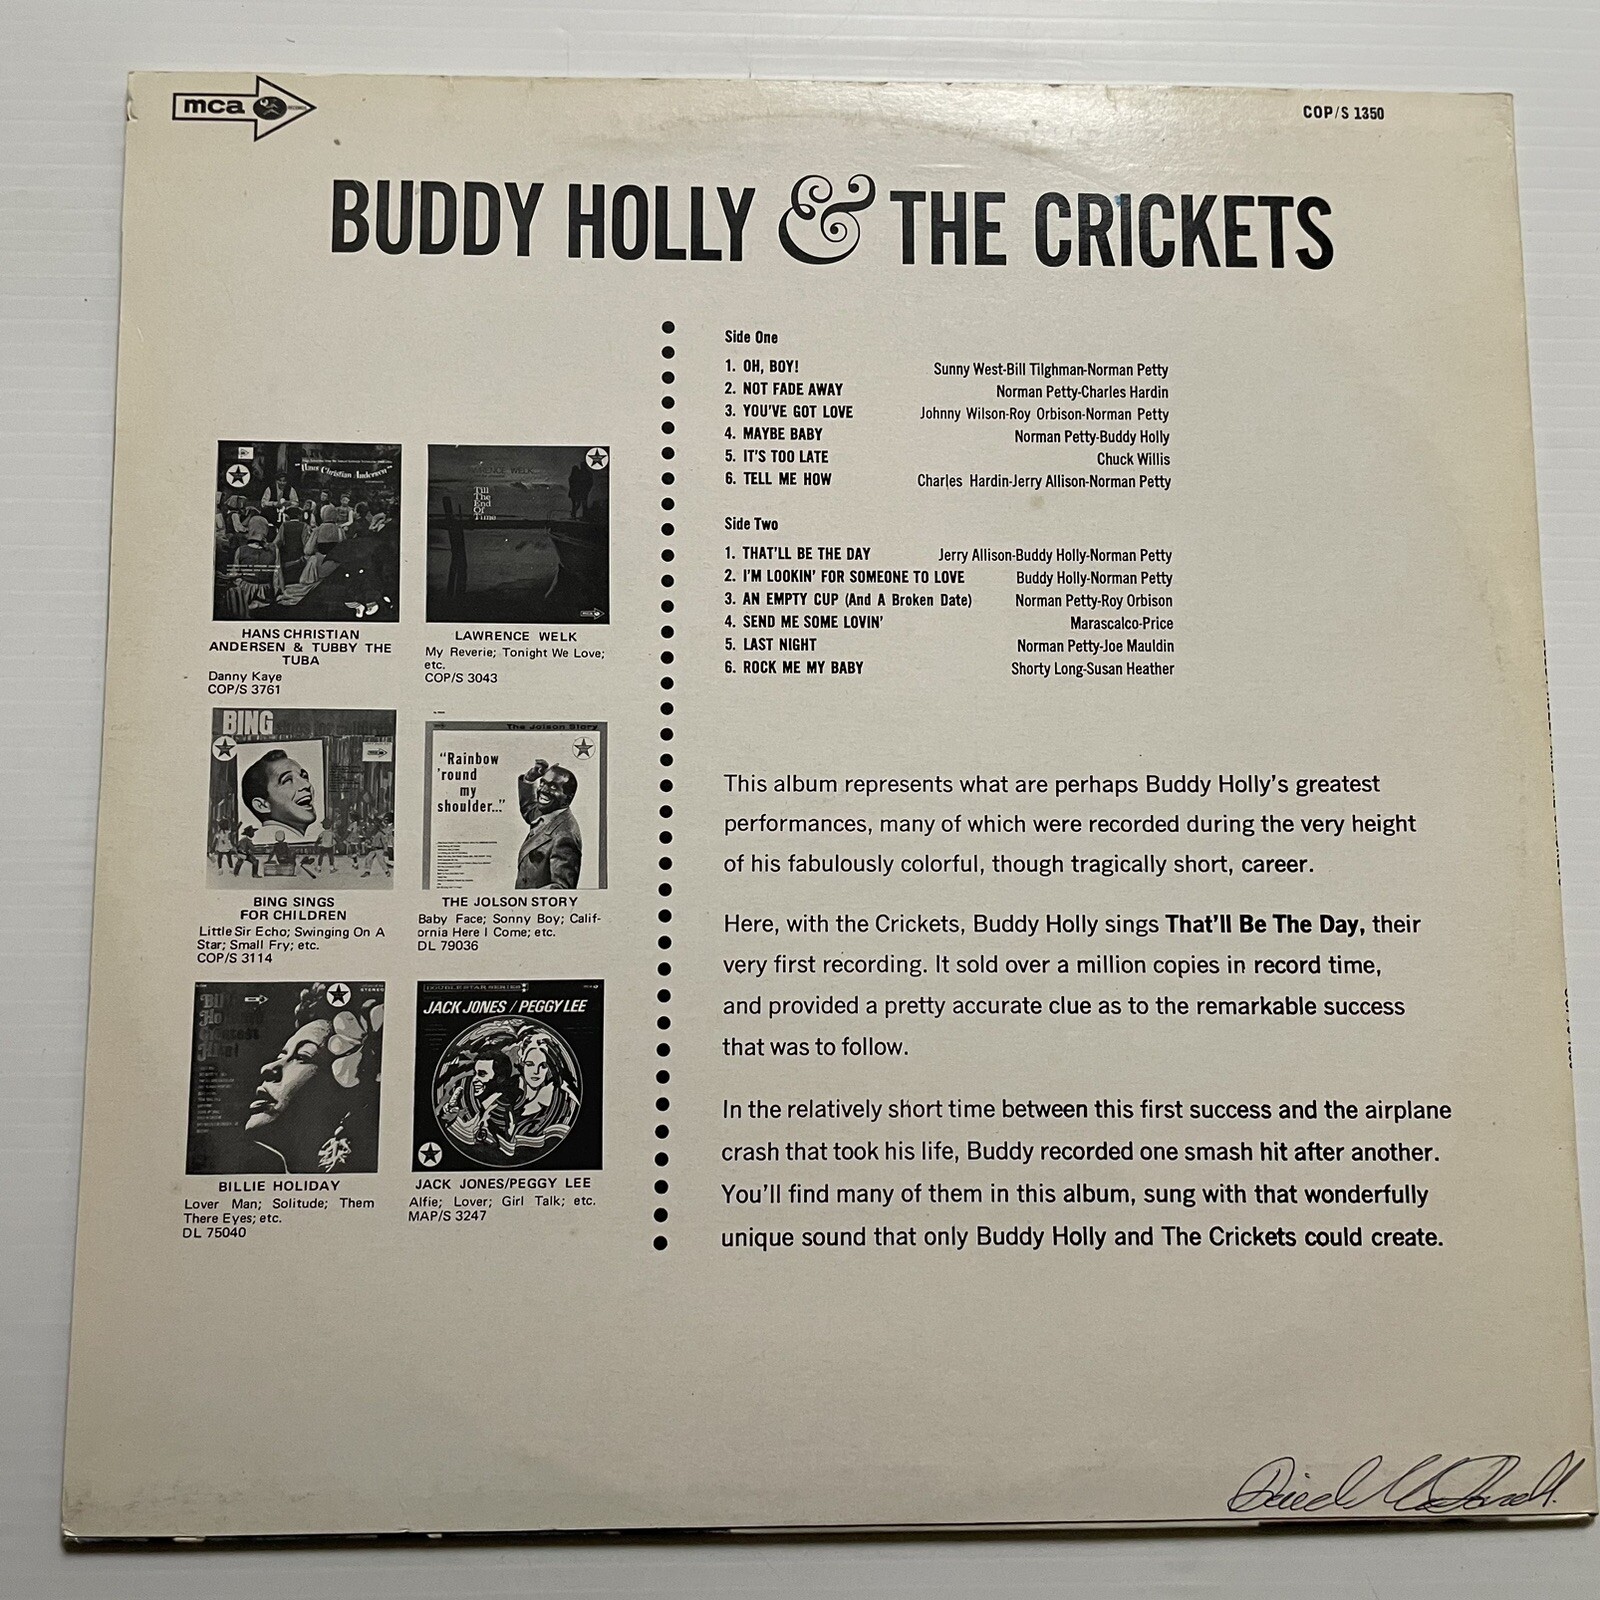 mca RECORDS
COP/S 1350
BUDDY HOLLY & THE CRICKETS
Side One
1. OH, BOY! Sunny West-Bill Tilghman-Norman Petty
2. NOT FADE AWAY Norman Petty-Charles Hardin
3. YOU'VE GOT LOVE Johnny Wilson-Roy Orbison-Norman Petty
4. MAYBE BABY Norman Petty-Buddy Holly
5. IT'S TOO LATE Chuck Willis
6. TELL ME HOW Charles Hardin-Jerry Allison-Norman Petty
Side Two
1. THAT'LL BE THE DAY Jerry Allison-Buddy Holly-Norman Petty
2. I'M LOOKIN' FOR SOMEONE TO LOVE Buddy Holly-Norman Petty
3. AN EMPTY CUP (And A Broken Date) Norman Petty-Roy Orbison
4. SEND ME SOME LOVIN' Marascalco-Price
5. LAST NIGHT Norman Petty-Joe Mauldin
6. ROCK ME MY BABY Shorty Long-Susan Heather
"Hans Christian Andersen"
LAWRENCE WELK
Till
The
End
Of
Time
HANS CHRISTIAN
ANDERSEN & TUBBY THE
TUBA
Danny Kaye
COP/S 3761
LAWRENCE WELK
My Reverie; Tonight We Love;
etc.
COP/S 3043
BING
The Jolson Story
"Rainbow
'round
my
shoulder..."
BING SINGS
FOR CHILDREN
Little Sir Echo; Swinging On A
Star; Small Fry; etc.
COP/S 3114
THE JOLSON STORY
Baby Face; Sonny Boy; Calif-
ornia Here I Come; etc.
DL 79036
STEREO
DOUBLE STAR SERIES
JACK JONES / PEGGY LEE
BILLIE HOLIDAY
Lover Man; Solitude; Them
There Eyes; etc.
DL 75040
JACK JONES/PEGGY LEE
Alfie; Lover; Girl Talk; etc.
MAP/S 3247
This album represents what are perhaps Buddy Holly's greatest
performances, many of which were recorded during the very height
of his fabulously colorful, though tragically short, career.
Here, with the Crickets, Buddy Holly sings That'll Be The Day, their
very first recording. It sold over a million copies in record time,
and provided a pretty accurate clue as to the remarkable success
that was to follow.
In the relatively short time between this first success and the airplane
crash that took his life, Buddy recorded one smash hit after another.
You'll find many of them in this album, sung with that wonderfully
unique sound that only Buddy Holly and The Crickets could create.